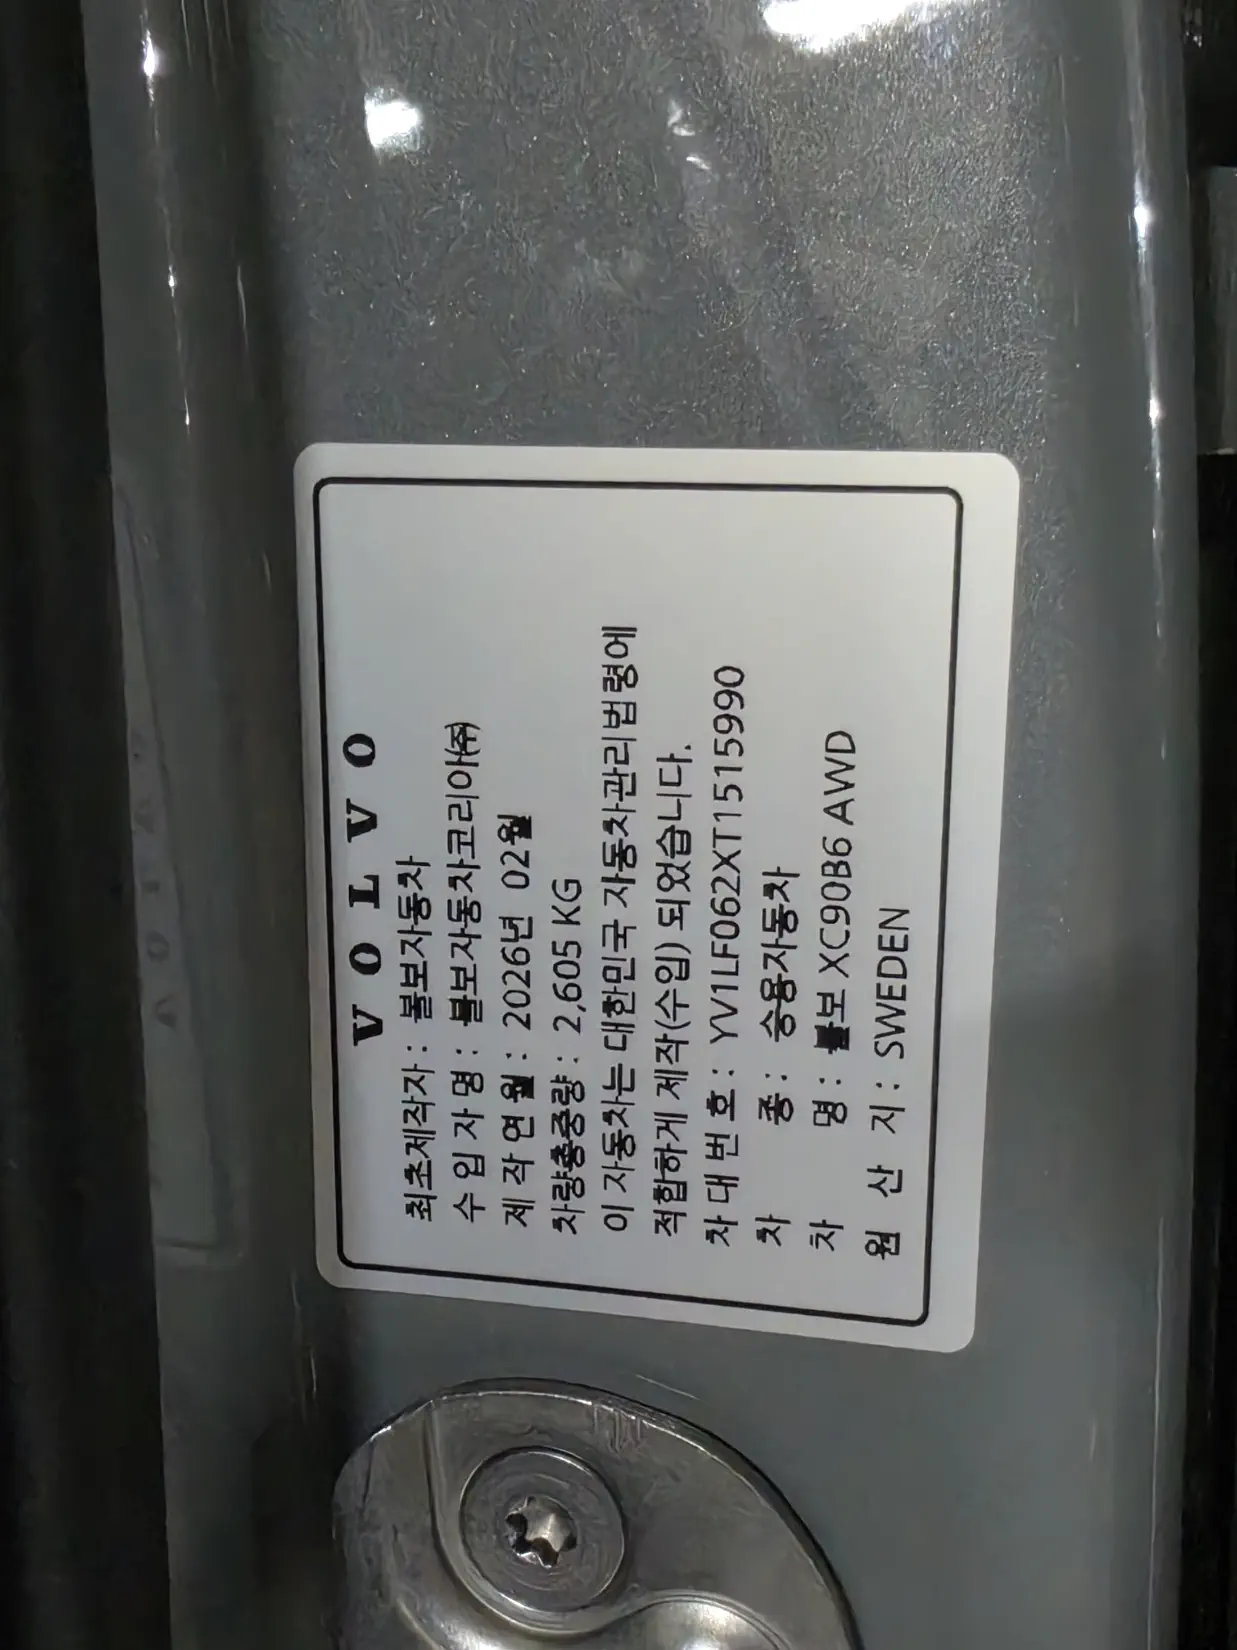 VOLVO
최초제작자 : 볼보자동차
수 입 자 명 : 볼보자동차코리아㈜
제 작 연 월 : 2026년 02월
차량총중량 : 2,605 KG
이 자동차는 대한민국 자동차관리법령에
적합하게 제작(수입) 되었습니다.
차 대 번 호 : YV1LF062XT1515990
차 종 : 승용자동차
차 명 : 볼보 XC90B6 AWD
원 산 지 : SWEDEN